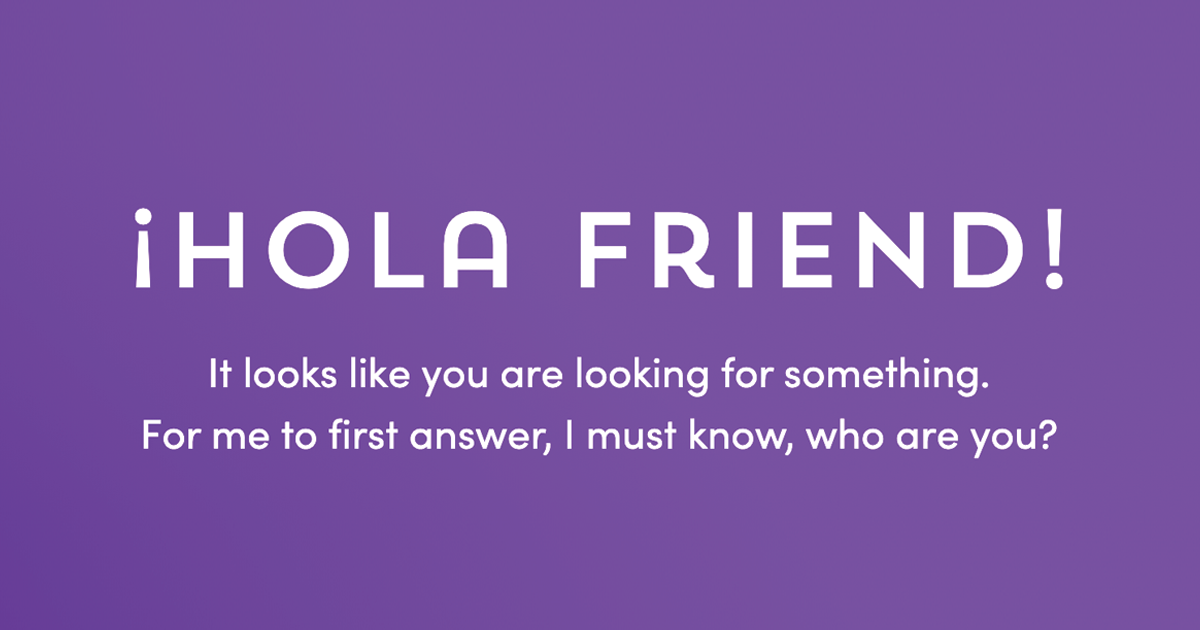 ¡HOLA FRIEND!
It looks like you are looking for something.
For me to first answer, I must know, who are you?